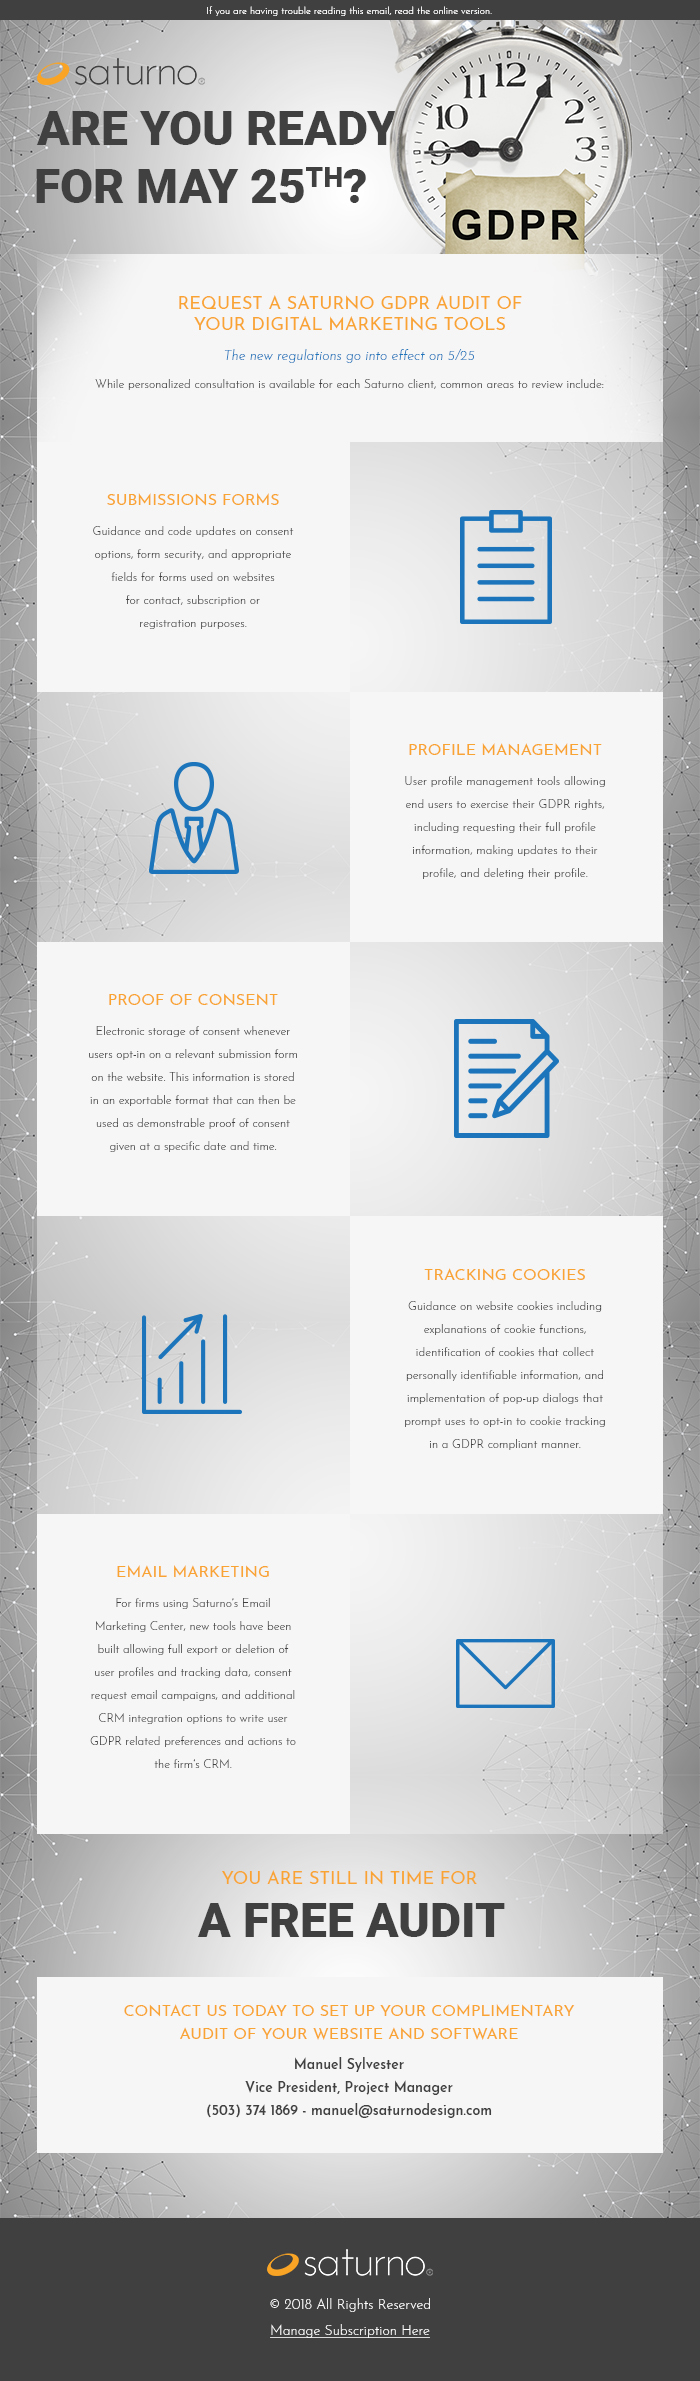 If you are having trouble reading this email, read the online version.
saturno®
ARE YOU READY
FOR MAY 25TH?
11 12 1
10 2
9 3
GDPR
REQUEST A SATURNO GDPR AUDIT OF
YOUR DIGITAL MARKETING TOOLS
The new regulations go into effect on 5/25
While personalized consultation is available for each Saturno client, common areas to review include:
SUBMISSIONS FORMS
Guidance and code updates on consent
options, form security, and appropriate
fields for forms used on websites
for contact, subscription or
registration purposes.
PROFILE MANAGEMENT
User profile management tools allowing
end users to exercise their GDPR rights,
including requesting their full profile
information, making updates to their
profile, and deleting their profile.
PROOF OF CONSENT
Electronic storage of consent whenever
users opt-in on a relevant submission form
on the website. This information is stored
in an exportable format that can then be
used as demonstrable proof of consent
given at a specific date and time.
TRACKING COOKIES
Guidance on website cookies including
explanations of cookie functions,
identification of cookies that collect
personally identifiable information, and
implementation of pop-up dialogs that
prompt uses to opt-in to cookie tracking
in a GDPR compliant manner.
EMAIL MARKETING
For firms using Saturno's Email
Marketing Center, new tools have been
built allowing full export or deletion of
user profiles and tracking data, consent
request email campaigns, and additional
CRM integration options to write user
GDPR related preferences and actions to
the firm's CRM.
YOU ARE STILL IN TIME FOR
A FREE AUDIT
CONTACT US TODAY TO SET UP YOUR COMPLIMENTARY
AUDIT OF YOUR WEBSITE AND SOFTWARE
Manuel Sylvester
Vice President, Project Manager
(503) 374 1869 - manuel@saturnodesign.com
saturno®
© 2018 All Rights Reserved
Manage Subscription Here